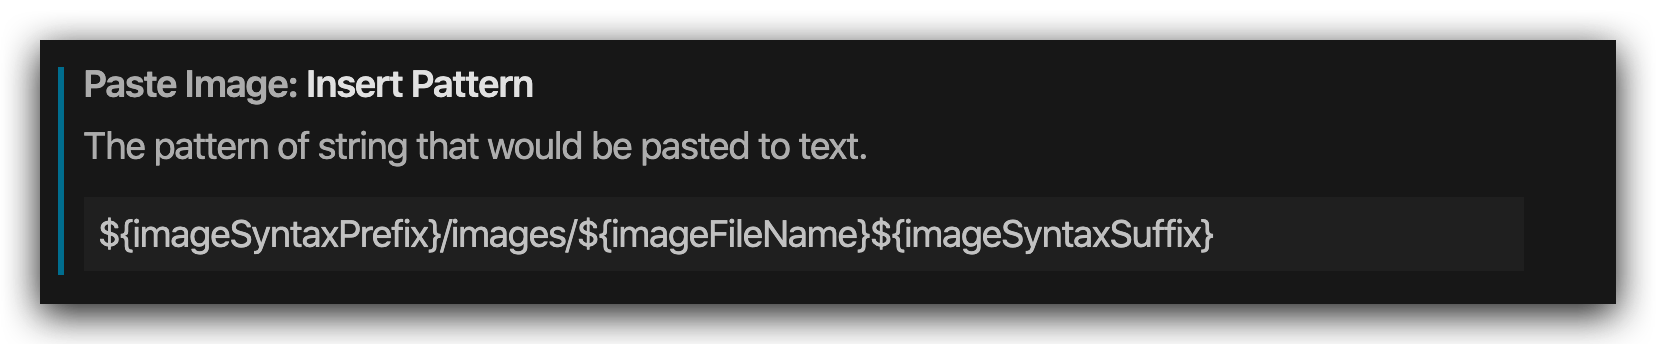 Paste Image: Insert Pattern
The pattern of string that would be pasted to text.
${imageSyntaxPrefix}/images/${imageFileName}${imageSyntaxSuffix}